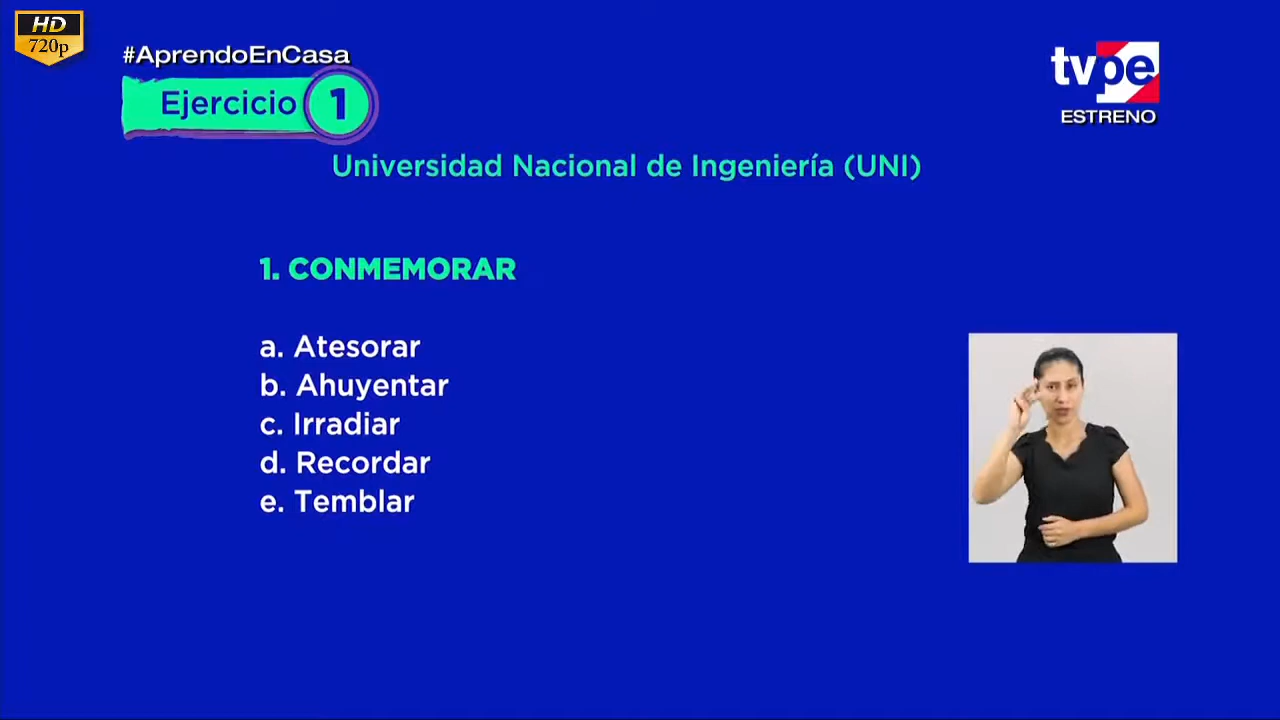 HD
720p
#AprendoEnCasa
tvpe
ESTRENO
Ejercicio 1
Universidad Nacional de Ingeniería (UNI)
1. CONMEMORAR
a. Atesorar
b. Ahuyentar
c. Irradiar
d. Recordar
e. Temblar